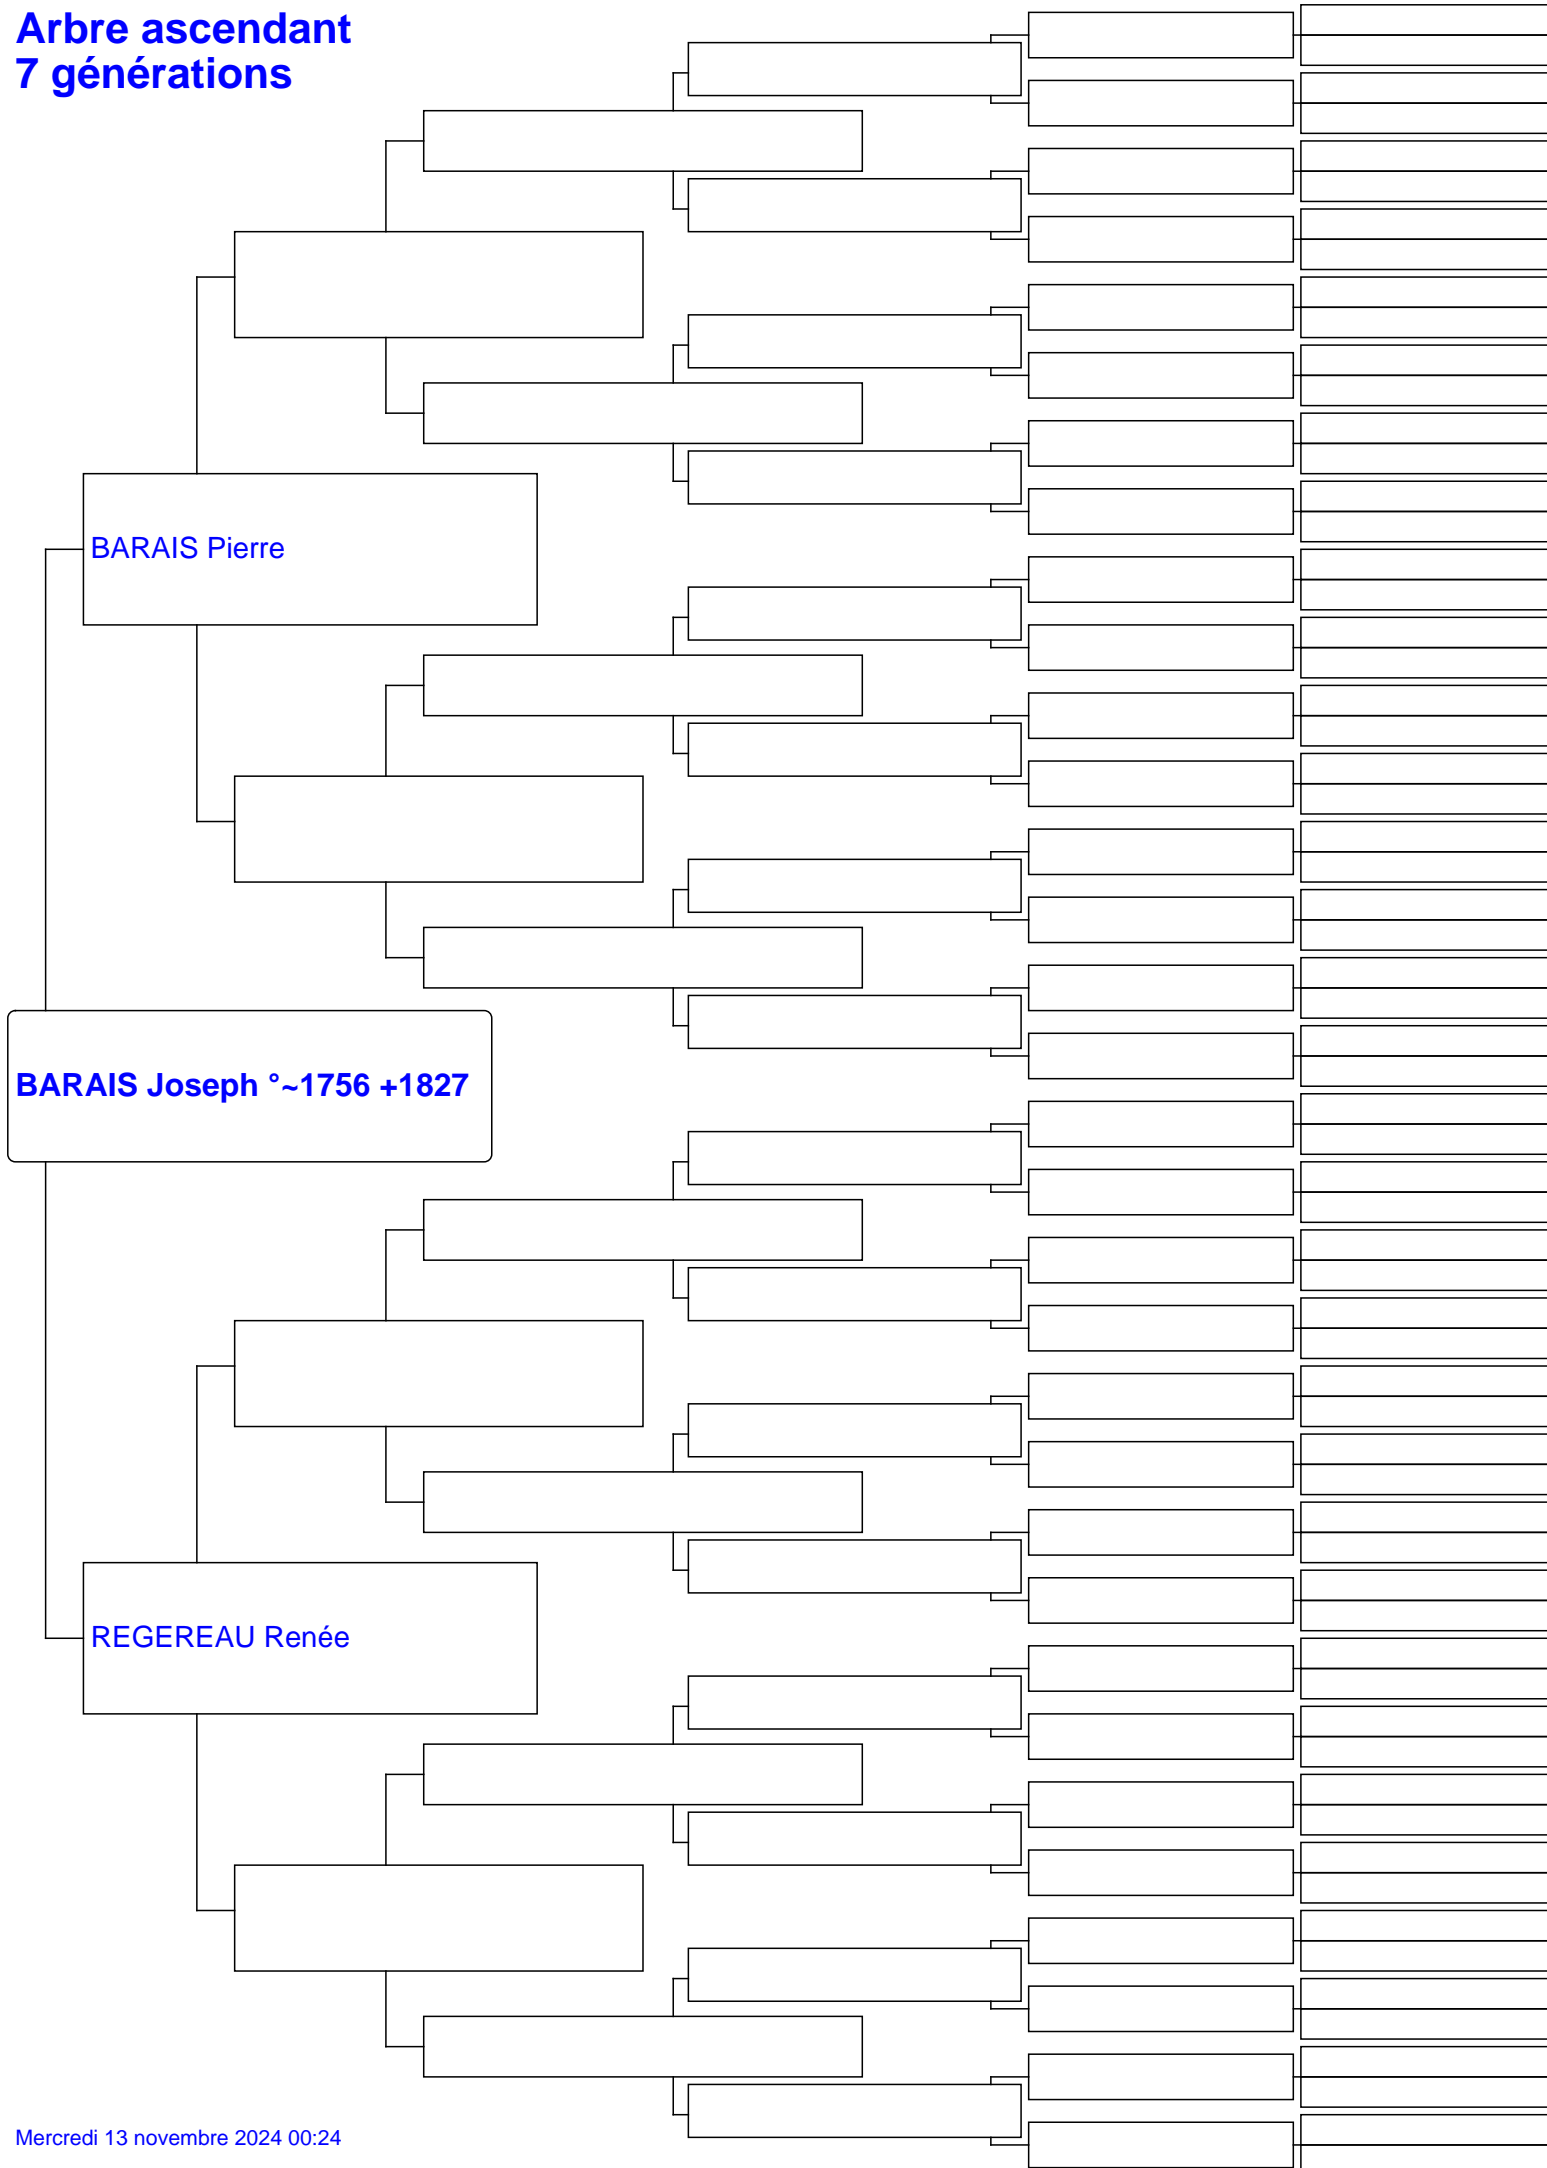 Arbre ascendant
7 générations
BARAIS Pierre
BARAIS Joseph °~1756 +1827
REGEREAU Renée
Mercredi 13 novembre 2024 00:24